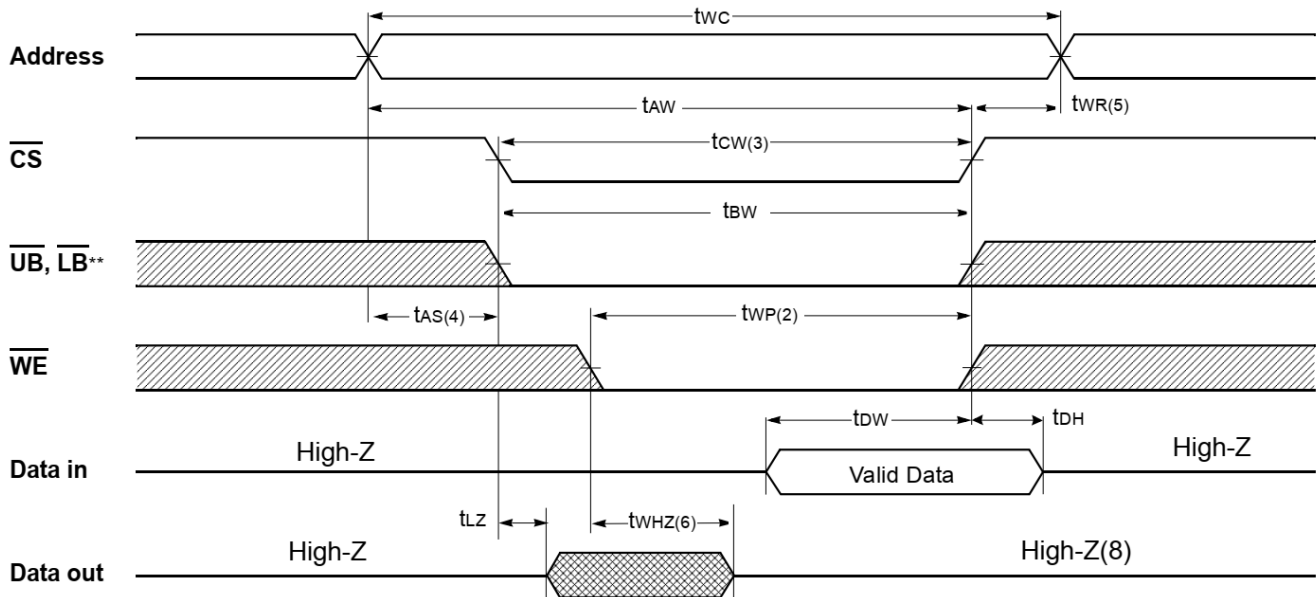 tWC
Address
tAW
tWR(5)
CS
tCW(3)
tBW
UB, LB**
tAS(4)
tWP(2)
WE
tDW
tDH
High-Z
High-Z
Data in
Valid Data
tLZ
tWHZ(6)
High-Z
High-Z(8)
Data out